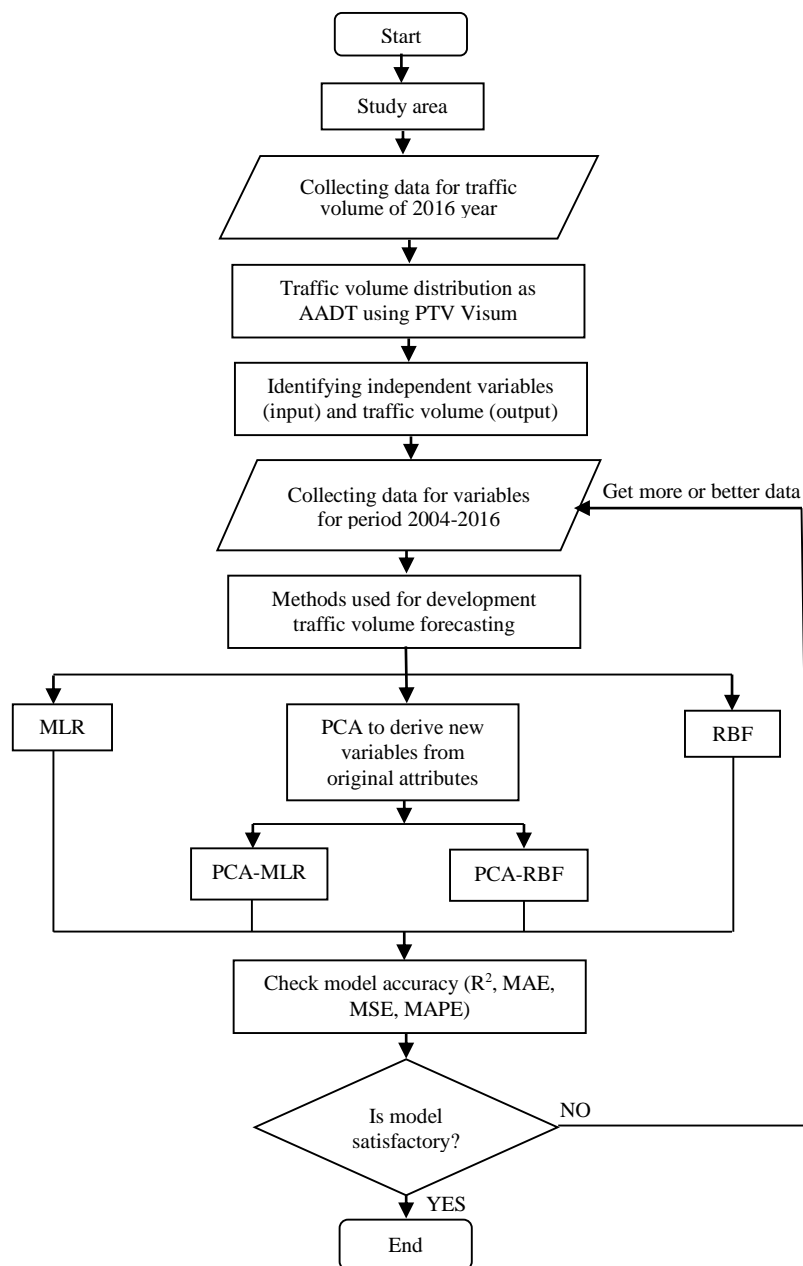 Start
Study area
Collecting data for traffic
volume of 2016 year
Traffic volume distribution as
AADT using PTV Visum
Identifying independent variables
(input) and traffic volume (output)
Collecting data for variables
for period 2004-2016
Get more or better data
Methods used for development
traffic volume forecasting
MLR
PCA to derive new
variables from
original attributes
RBF
PCA-MLR
PCA-RBF
Check model accuracy (R², MAE,
MSE, MAPE)
Is model
satisfactory?
NO
YES
End